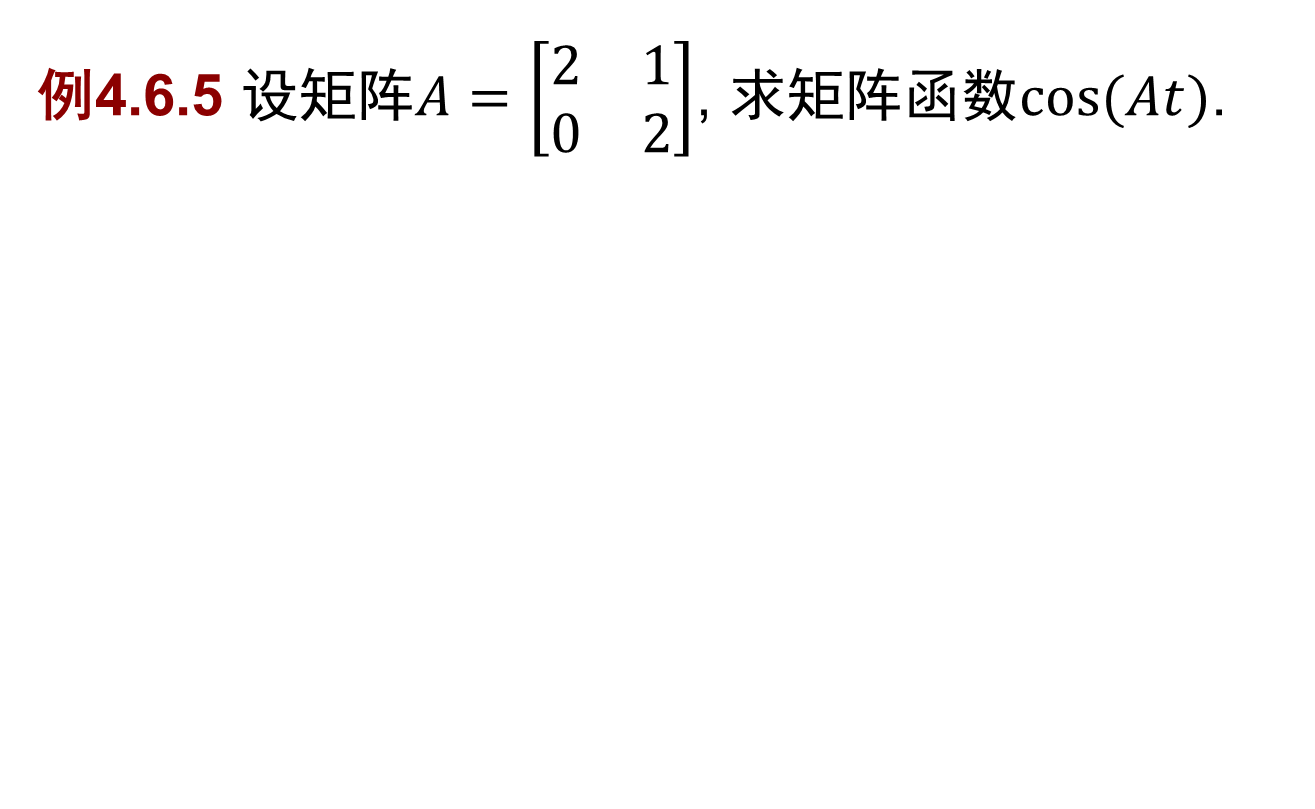 例4.6.5 设矩阵A = [2 1; 0 2], 求矩阵函数cos(At).